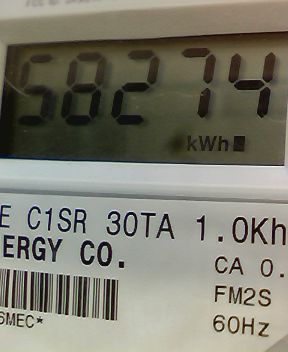 58274
kWh
E C1SR 30TA 1.0Kh
ERGY CO.
CA 0.
FM2S
6MEC*
60Hz